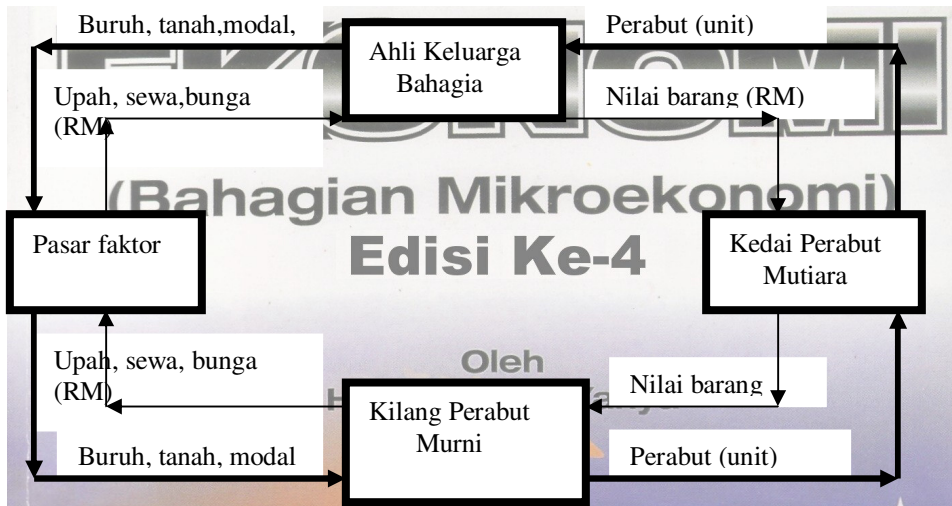 Buruh, tanah,modal,
Ahli Keluarga
Bahagia
Perabut (unit)
Upah, sewa,bunga
(RM)
Nilai barang (RM)
EKONOMI
(Bahagian Mikroekonomi)
Edisi Ke-4
Pasar faktor
Kedai Perabut
Mutiara
Upah, sewa, bunga
(RM)
Oleh
Nilai barang
Kilang Perabut
Murni
Buruh, tanah, modal
Perabut (unit)